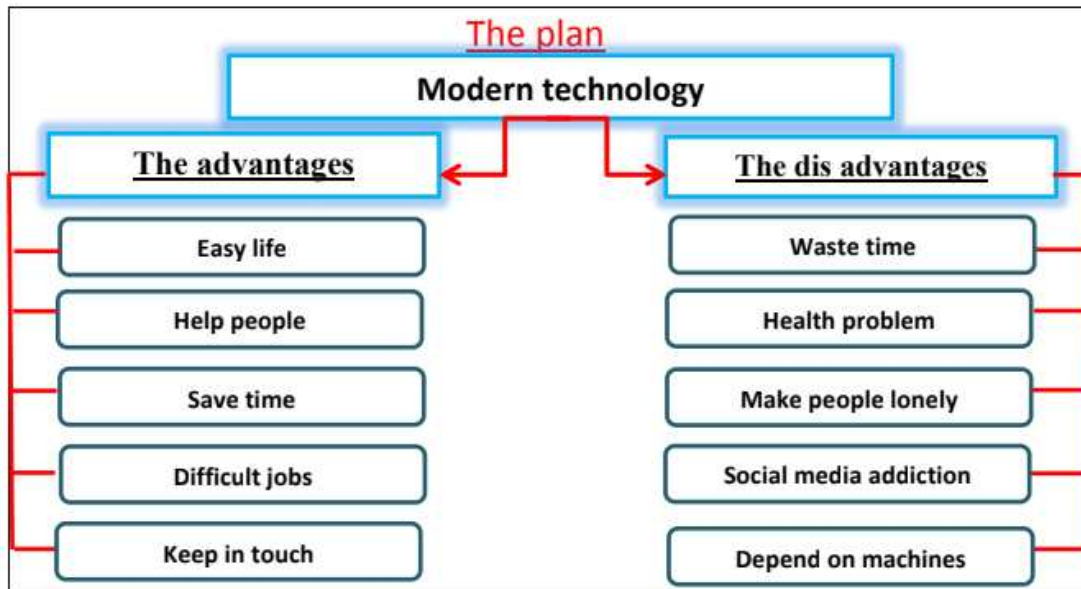 The plan
Modern technology
The advantages
Easy life
Help people
Save time
Difficult jobs
Keep in touch
The dis advantages
Waste time
Health problem
Make people lonely
Social media addiction
Depend on machines